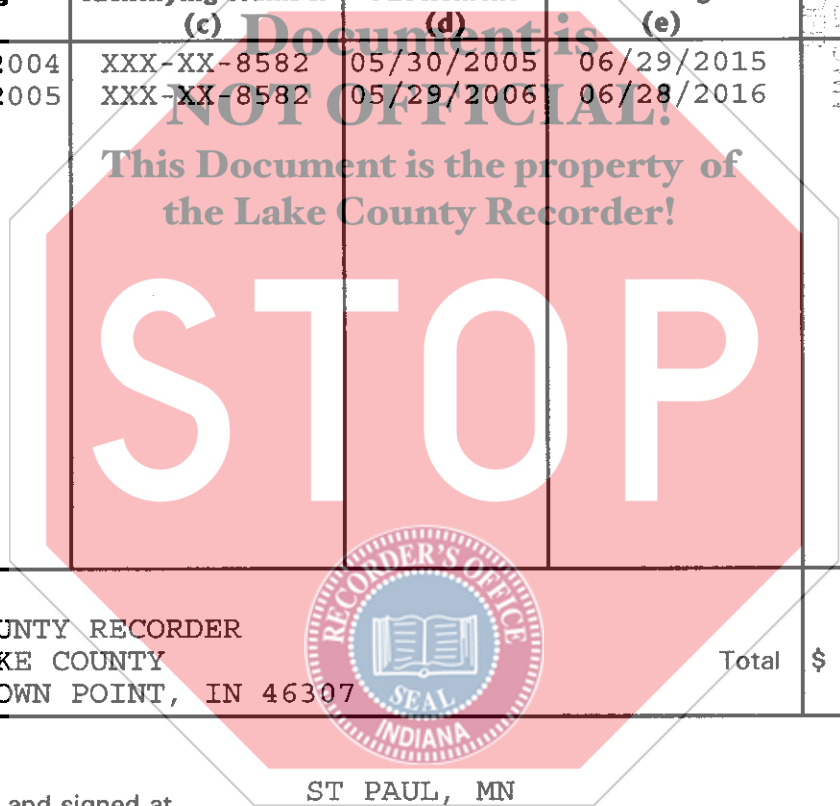 (c) (d) (e)
Document is
2004 XXX-XX-8582 05/30/2005 06/29/2015
2005 XXX-XX-8582 05/29/2006 06/28/2016
NOT OFFICIAL!
This Document is the property of
the Lake County Recorder!
STOP
RECORDER'S OFFICE
SEAL
INDIANA
UNTY RECORDER
KE COUNTY
OWN POINT, IN 46307
Total $
ST PAUL, MN
and signed at